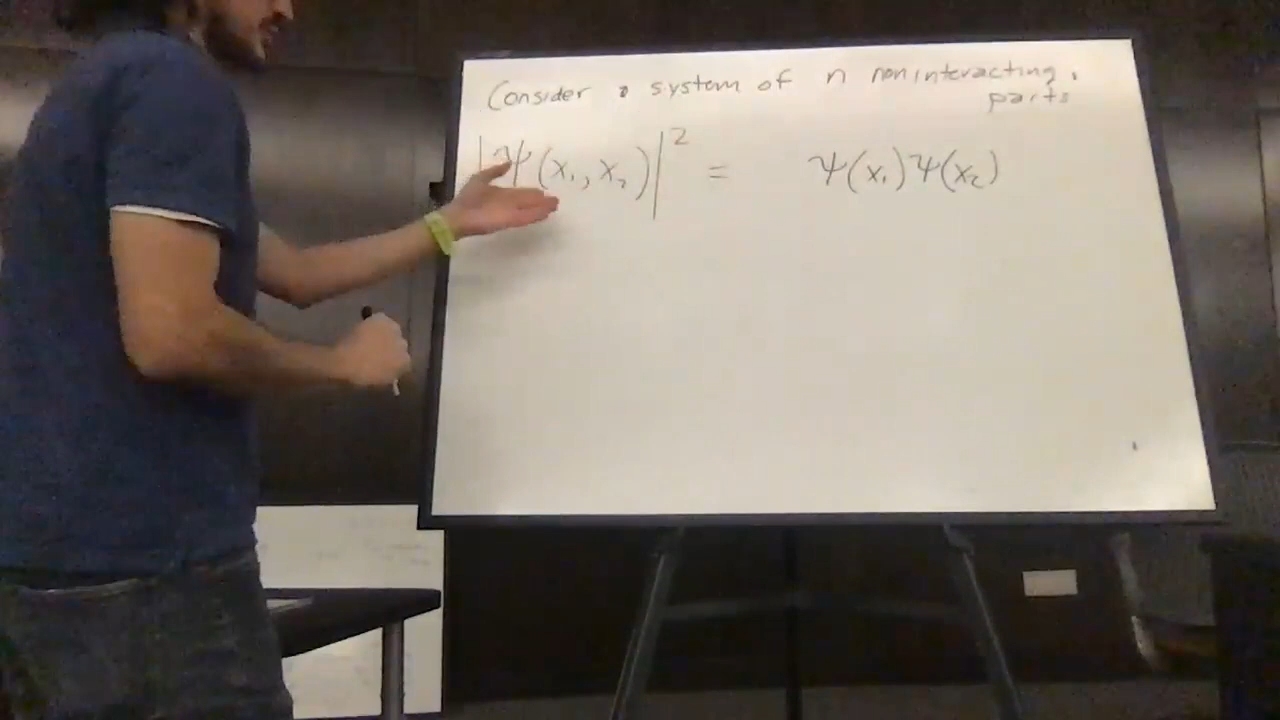 Consider a system of n noninteracting
parts
|Ψ(x₁, x₂)|² = Ψ(x₁)Ψ(x₂)